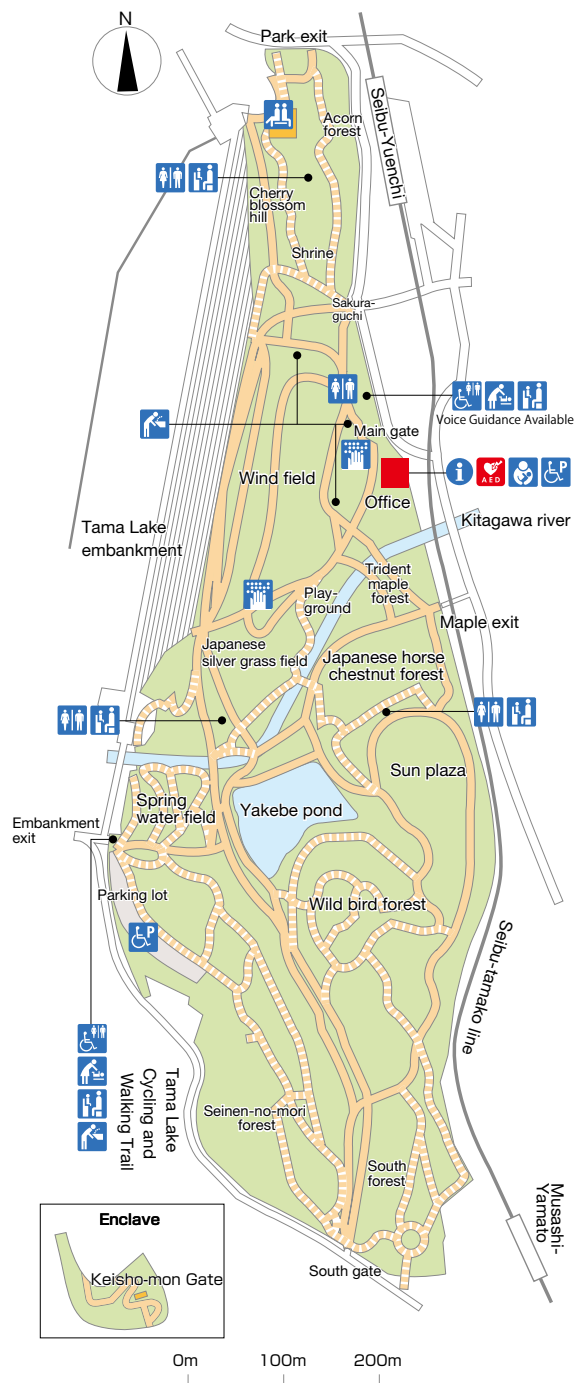 N
Park exit
Seibu-Yuenchi
Acorn
forest
Cherry
blossom
hill
Shrine
Sakura-
guchi
Voice Guidance Available
Main gate
Wind field
i
AED
P
Office
Kitagawa river
Tama Lake
embankment
Trident
maple
forest
Play-
ground
Maple exit
Japanese
silver grass field
Japanese horse
chestnut forest
Sun plaza
Spring
water field
Yakebe pond
Embankment
exit
Parking lot
P
Wild bird forest
Seibu-tamako line
Tama Lake
Cycling and
Walking Trail
Seinen-no-mori
forest
South
forest
Musashi-
Yamato
Enclave
Keisho-mon Gate
South gate
0m
100m
200m